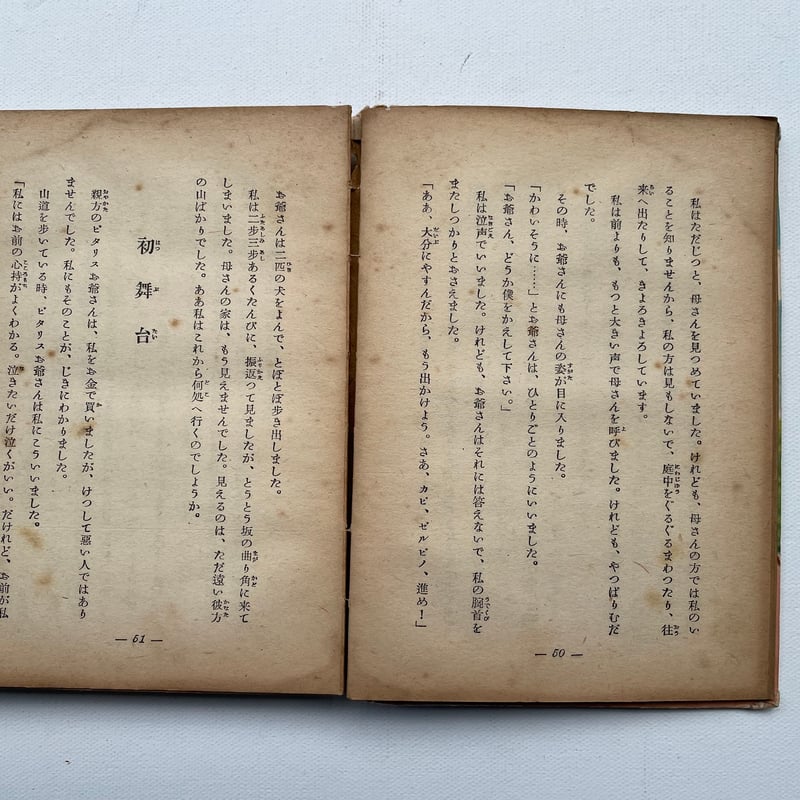 私はただじつと、母さんを見つめていました。けれども、母さんの方では私のい
ることを知りませんから、私の方は見もしないで、庭中をぐるぐるまわつたり、往
来へ出たりして、きよろきよろしています。
私は前よりも、もつと大きい声で母さんを呼びました。けれども、やつぱりむだ
でした。
その時、お爺さんにも母さんの姿が目に入りました。
「かわいそうに……」とお爺さんは、ひとりごとのようにいいました。
「お爺さん、どうか僕をかえして下さい。」
私は泣声でいいました。けれども、お爺さんはそれには答えないで、私の腕首を
またしつかりとおさえました。
「ああ、大分にやすんだから、もう出かけよう。さあ、カピ、ゼルビノ、進め！」
— 50 —
お爺さんは二匹の犬をよんで、とぼとぼ歩き出しました。
私は二歩三歩あるくたんびに、振返つて見ましたが、とうとう坂の曲り角に来て
しまいました。母さんの家は、もう見えませんでした。見えるのは、ただ遠い彼方
の山ばかりでした。ああ私はこれから何処へ行くのでしようか。
初舞台
親方のビタリスお爺さんは、私をお金で買いましたが、けつして悪い人ではあり
ませんでした。私にもそのことが、じきにわかりました。
山道を歩いている時、ビタリスお爺さんは私にこういいました。
「私にはお前の心持がよくわかる。泣きたいだけ泣くがいい。だけれど、お前が私
— 51 —